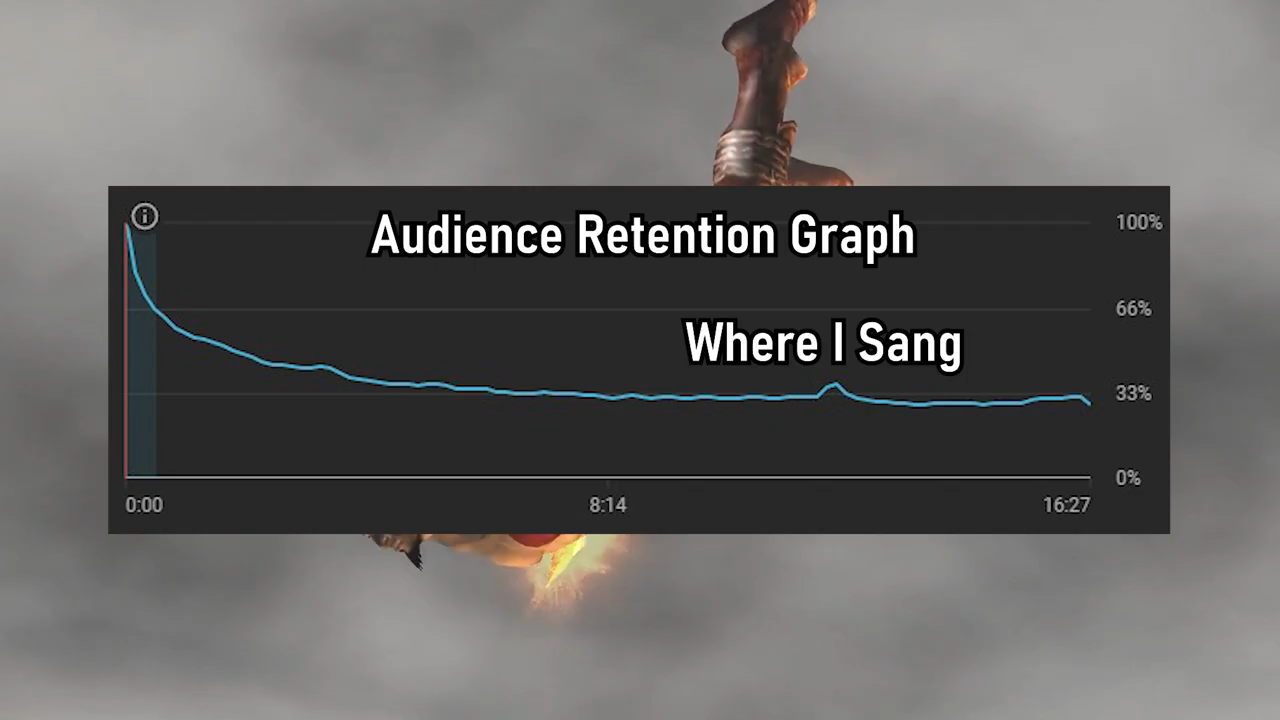 Audience Retention Graph
100%
66%
Where I Sang
33%
0%
0:00 8:14 16:27